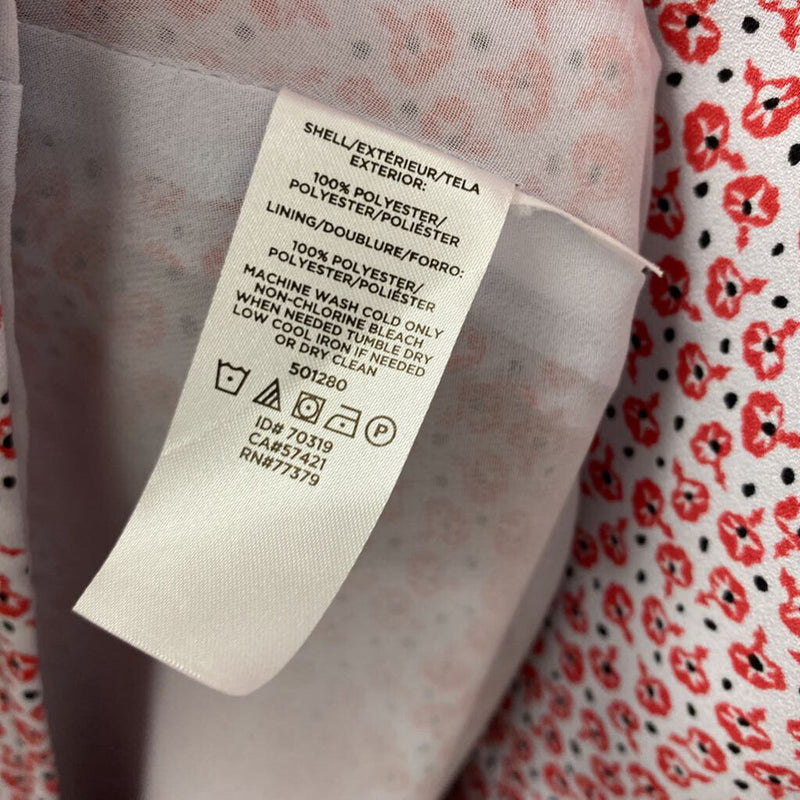 SHELL/EXTÉRIEUR/TELA
EXTERIOR:
100% POLYESTER/
POLYESTER/POLIÉSTER
LINING/DOUBLURE/FORRO:
100% POLYESTER/
POLYESTER/POLIÉSTER
MACHINE WASH COLD ONLY
NON-CHLORINE BLEACH
WHEN NEEDED TUMBLE DRY
LOW COOL IRON IF NEEDED
OR DRY CLEAN
501280
P
ID# 70319
CA#57421
RN#77379